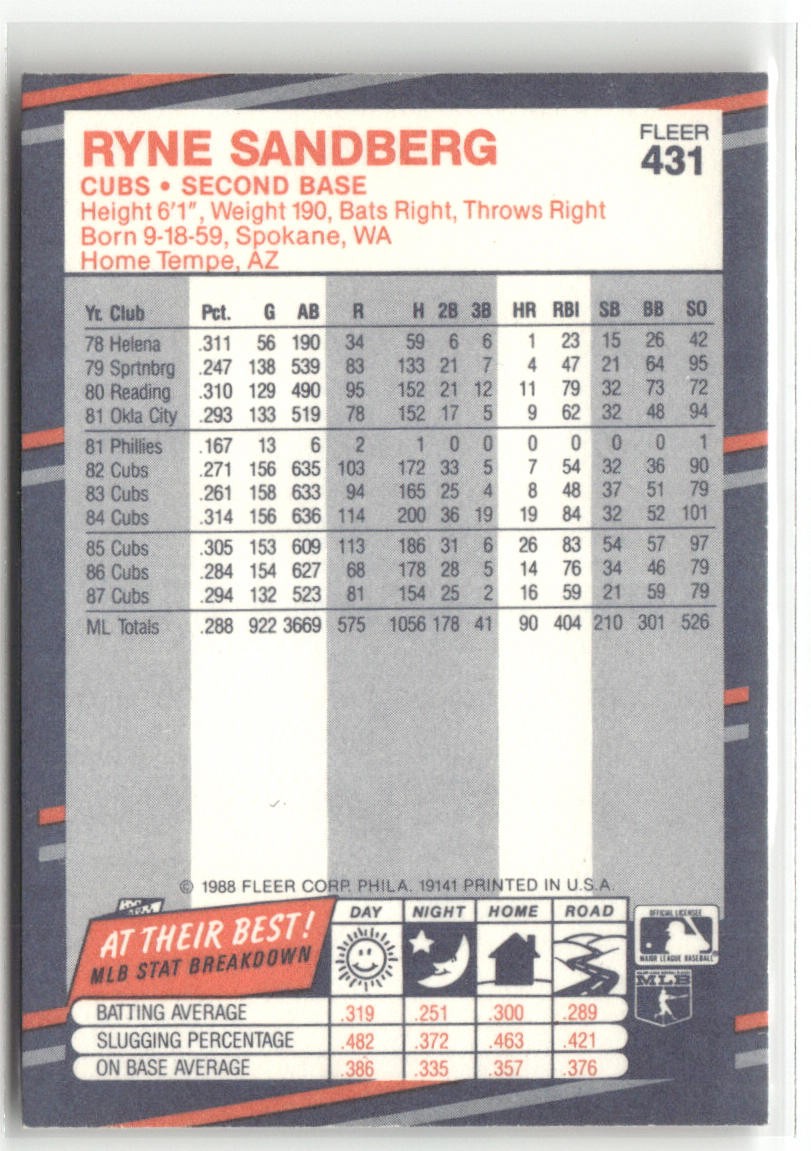 RYNE SANDBERG
FLEER
431
CUBS • SECOND BASE
Height 6'1", Weight 190, Bats Right, Throws Right
Born 9-18-59, Spokane, WA
Home Tempe, AZ
Yr. Club Pct. G AB R H 2B 3B HR RBI SB BB SO
78 Helena .311 56 190 34 59 6 6 1 23 15 26 42
79 Sprtnbrg .247 138 539 83 133 21 7 4 47 21 64 95
80 Reading .310 129 490 95 152 21 12 11 79 32 73 72
81 Okla City .293 133 519 78 152 17 5 9 62 32 48 94
81 Phillies .167 13 6 2 1 0 0 0 0 0 0 1
82 Cubs .271 156 635 103 172 33 5 7 54 32 36 90
83 Cubs .261 158 633 94 165 25 4 8 48 37 51 79
84 Cubs .314 156 636 114 200 36 19 19 84 32 52 101
85 Cubs .305 153 609 113 186 31 6 26 83 54 57 97
86 Cubs .284 154 627 68 178 28 5 14 76 34 46 79
87 Cubs .294 132 523 81 154 25 2 16 59 21 59 79
ML Totals .288 922 3669 575 1056 178 41 90 404 210 301 526
© 1988 FLEER CORP. PHILA. 19141 PRINTED IN U.S.A.
AT THEIR BEST!
MLB STAT BREAKDOWN
DAY NIGHT HOME ROAD
BATTING AVERAGE .319 .251 .300 .289
SLUGGING PERCENTAGE .482 .372 .463 .421
ON BASE AVERAGE .386 .335 .357 .376
OFFICIAL LICENSEE
MAJOR LEAGUE BASEBALL
MLB